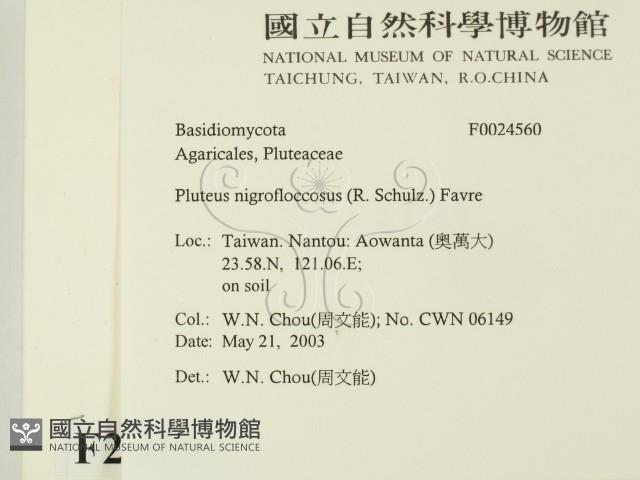 國立自然科學博物館
NATIONAL MUSEUM OF NATURAL SCIENCE
TAICHUNG, TAIWAN, R.O.CHINA
Basidiomycota F0024560
Agaricales, Pluteaceae
Pluteus nigrofloccosus (R. Schulz.) Favre
Loc.: Taiwan. Nantou: Aowanta (奧萬大)
23.58.N, 121.06.E;
on soil
Col.: W.N. Chou(周文能); No. CWN 06149
Date: May 21, 2003
Det.: W.N. Chou(周文能)
國立自然科學博物館
NATIONAL MUSEUM OF NATURAL SCIENCE
F2